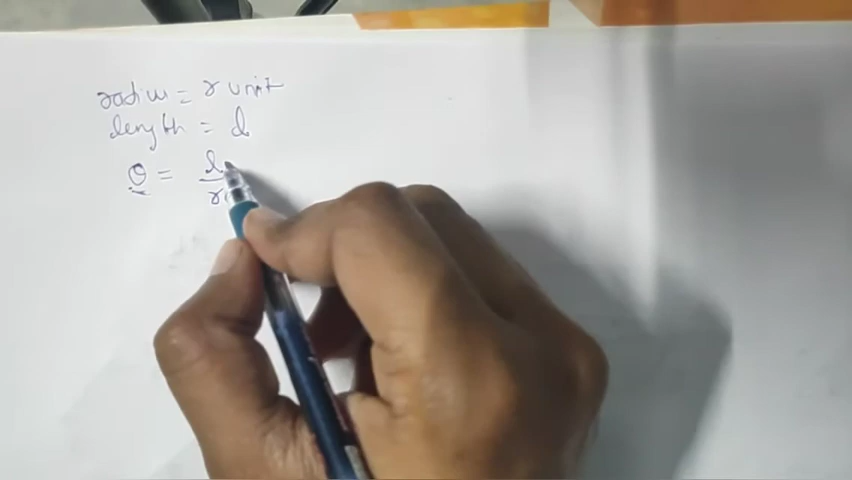 radius = r unit
length = l
θ = l
r